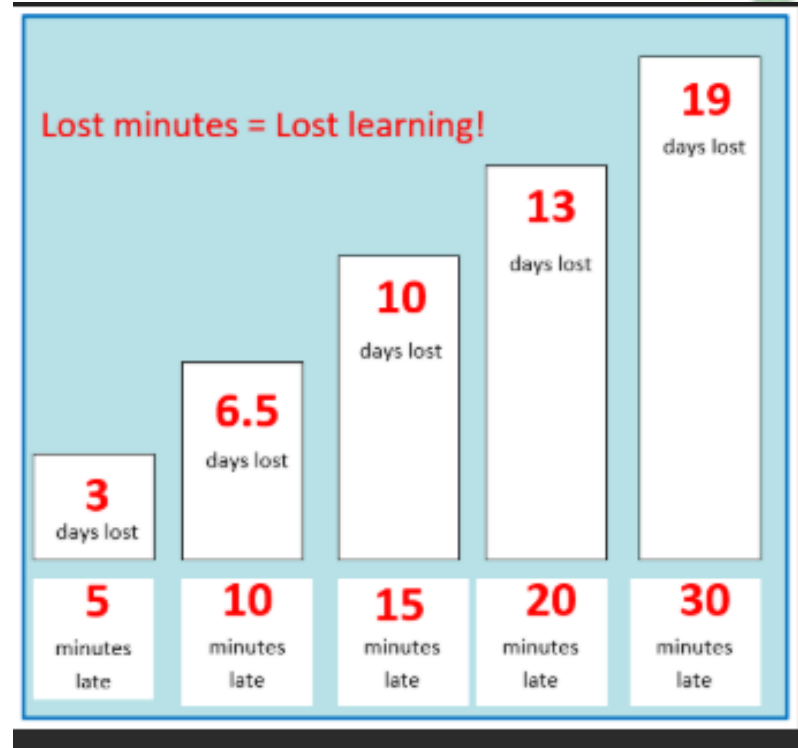 Lost minutes = Lost learning!
3
days lost
6.5
days lost
10
days lost
13
days lost
19
days lost
5
minutes
late
10
minutes
late
15
minutes
late
20
minutes
late
30
minutes
late